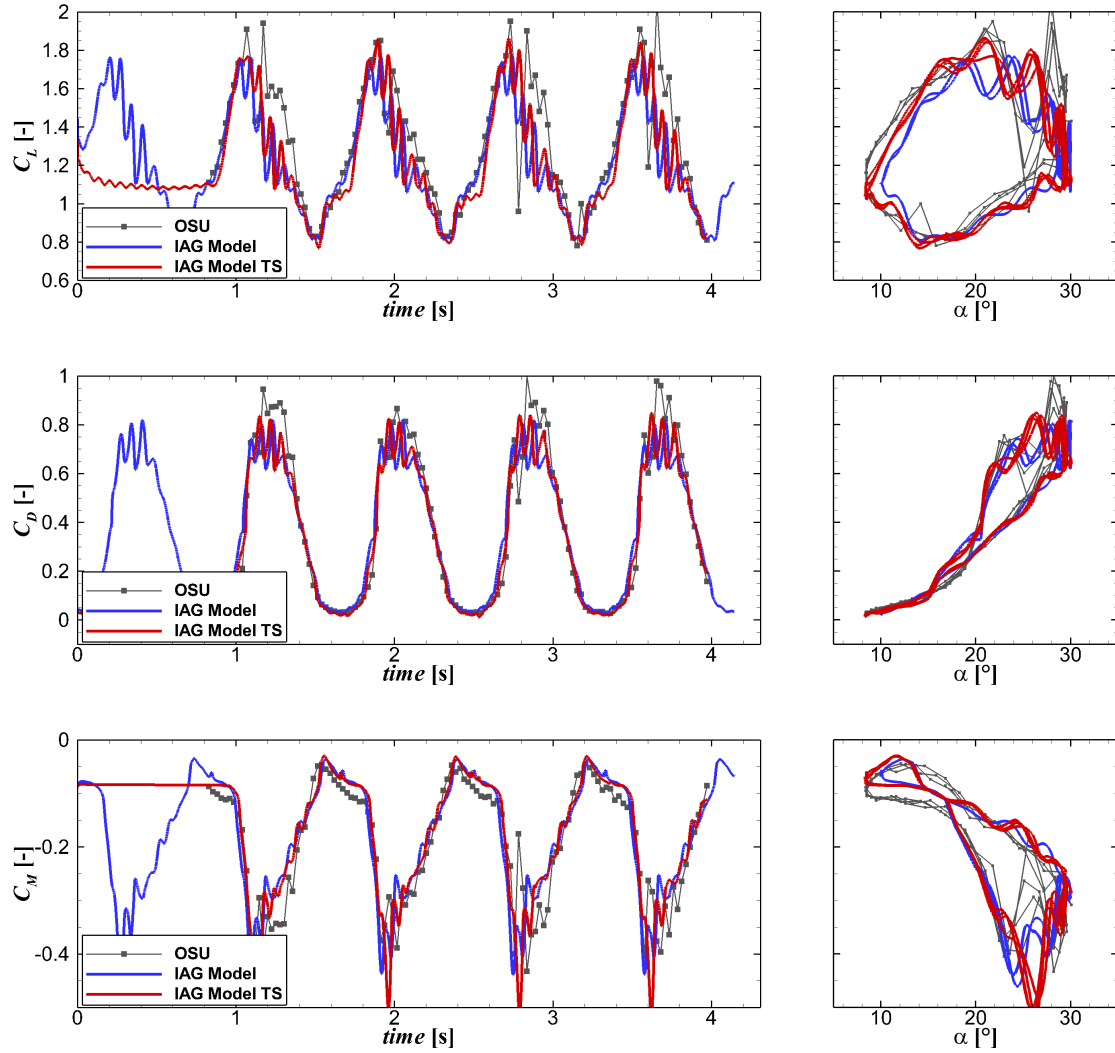 C_L [-]
2
1.8
1.6
1.4
1.2
1
0.8
0.6
OSU
IAG Model
IAG Model TS
0 1 2 3 4
time [s]
10 20 30
α [°]
C_D [-]
1
0.8
0.6
0.4
0.2
0
OSU
IAG Model
IAG Model TS
0 1 2 3 4
time [s]
10 20 30
α [°]
C_M [-]
0
-0.2
-0.4
OSU
IAG Model
IAG Model TS
0 1 2 3 4
time [s]
10 20 30
α [°]